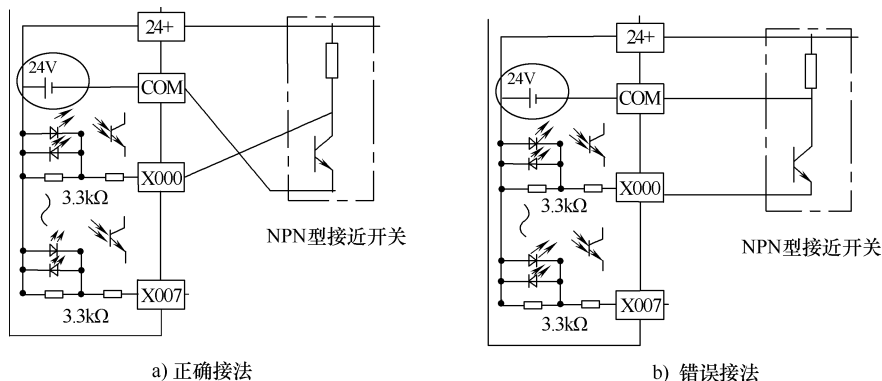 24+
24V
COM
X000
3.3kΩ
NPN型接近开关
X007
3.3kΩ
a) 正确接法
24+
24V
COM
X000
3.3kΩ
NPN型接近开关
X007
3.3kΩ
b) 错误接法